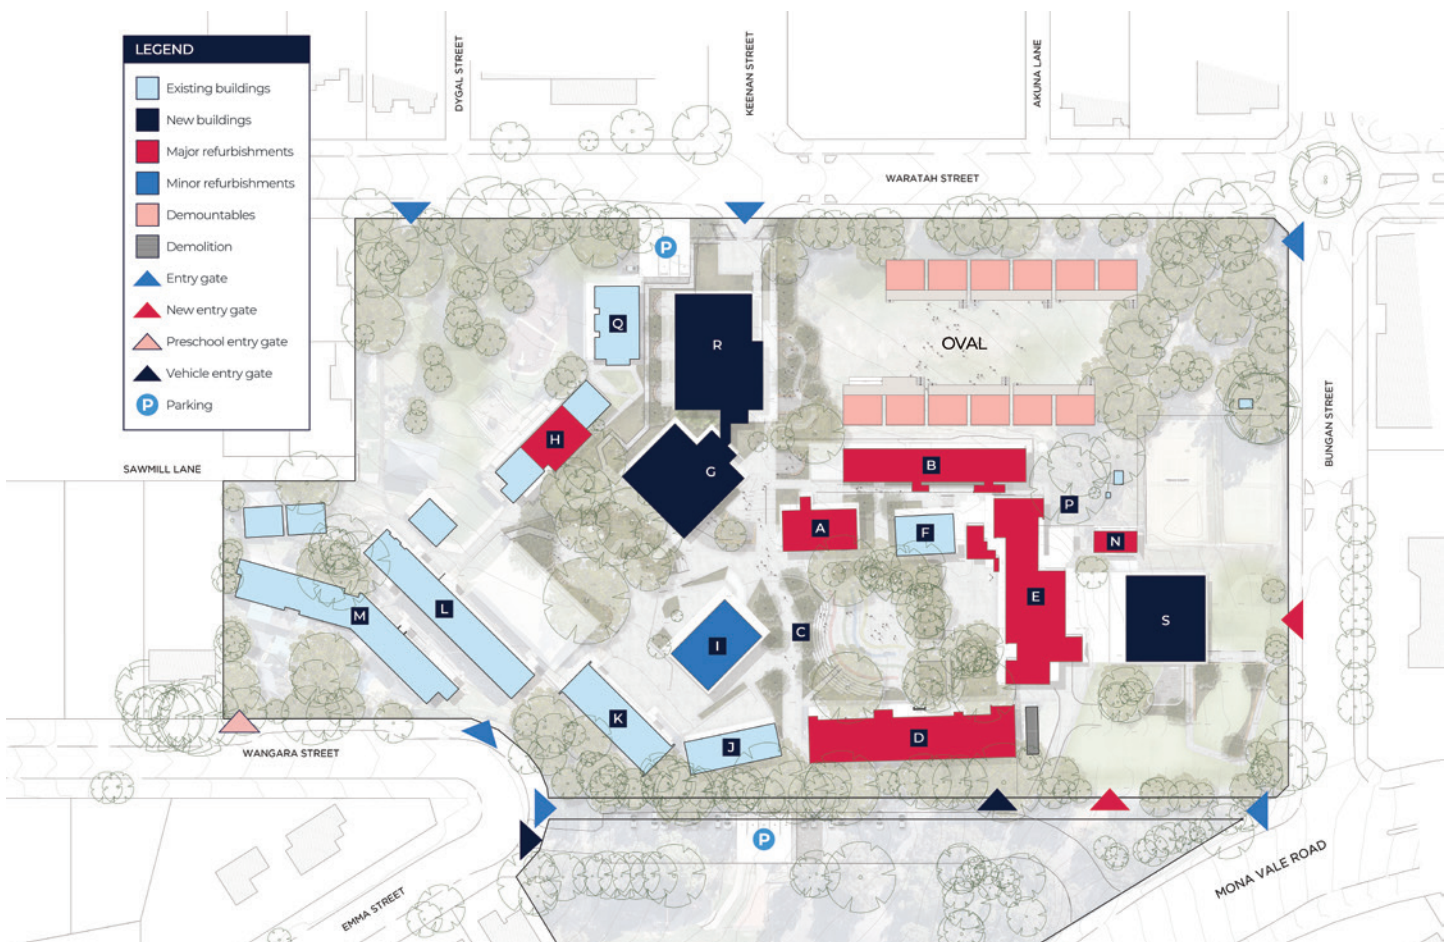 LEGEND
Existing buildings
New buildings
Major refurbishments
Minor refurbishments
Demountables
Demolition
Entry gate
New entry gate
Preschool entry gate
Vehicle entry gate
P Parking
DYGAL STREET
KEENAN STREET
AKUNA LANE
WARATAH STREET
P
Q
R
OVAL
H
G
B
SAWMILL LANE
BUNGAN STREET
P
A
F
N
E
S
M
L
C
I
K
J
D
WANGARA STREET
P
EMMA STREET
MONA VALE ROAD